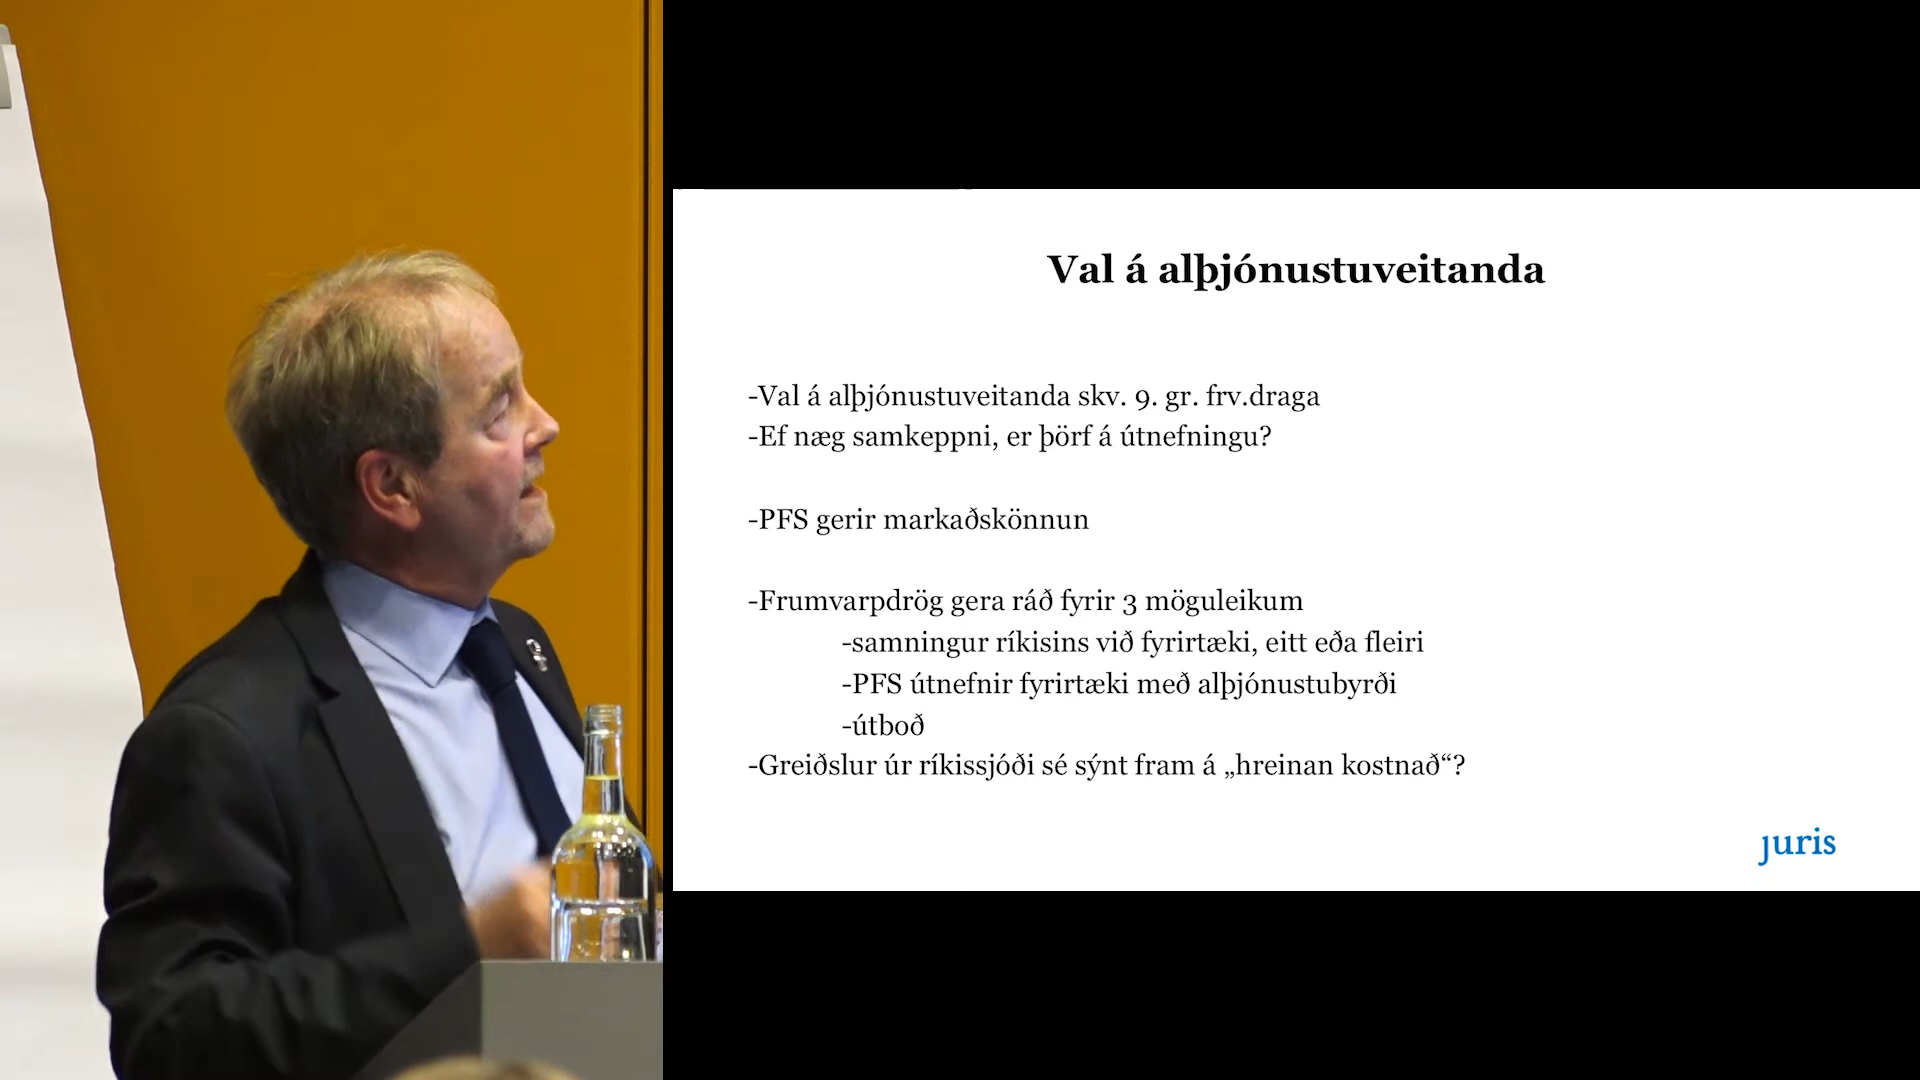 Val á alþjónustuveitanda
-Val á alþjónustuveitanda skv. 9. gr. frv.draga
-Ef næg samkeppni, er þörf á útnefningu?
-PFS gerir markaðskönnun
-Frumvarpdrög gera ráð fyrir 3 möguleikum
-samningur ríkisins við fyrirtæki, eitt eða fleiri
-PFS útnefnir fyrirtæki með alþjónustubyrði
-útboð
-Greiðslur úr ríkissjóði sé sýnt fram á „hreinan kostnað“?
juris